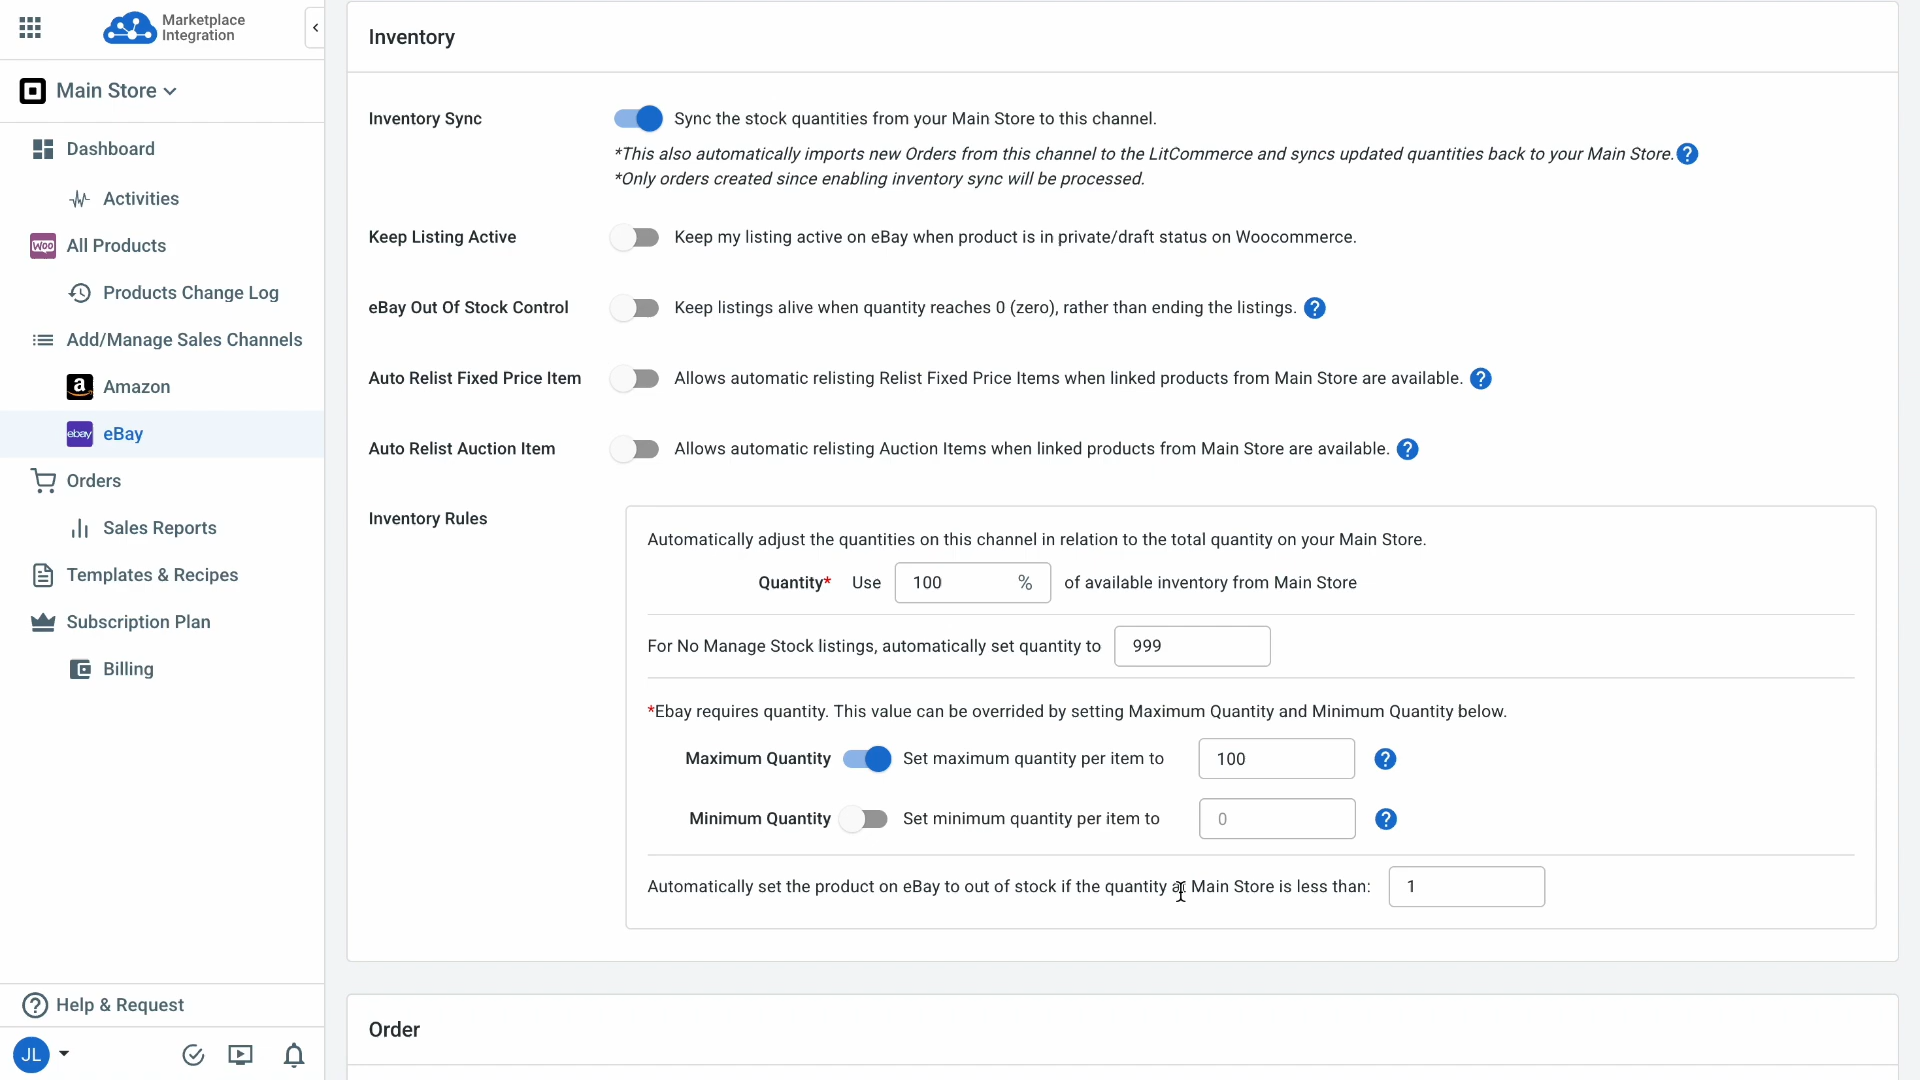 Marketplace
Integration
Main Store
Dashboard
Activities
Woo
All Products
Products Change Log
Add/Manage Sales Channels
a
Amazon
ebay
eBay
Orders
Sales Reports
Templates & Recipes
Subscription Plan
Billing
Help & Request
JL
Inventory
Inventory Sync
Sync the stock quantities from your Main Store to this channel.
*This also automatically imports new Orders from this channel to the LitCommerce and syncs updated quantities back to your Main Store. ?
*Only orders created since enabling inventory sync will be processed.
Keep Listing Active
Keep my listing active on eBay when product is in private/draft status on Woocommerce.
eBay Out Of Stock Control
Keep listings alive when quantity reaches 0 (zero), rather than ending the listings. ?
Auto Relist Fixed Price Item
Allows automatic relisting Relist Fixed Price Items when linked products from Main Store are available. ?
Auto Relist Auction Item
Allows automatic relisting Auction Items when linked products from Main Store are available. ?
Inventory Rules
Automatically adjust the quantities on this channel in relation to the total quantity on your Main Store.
Quantity* Use 100 % of available inventory from Main Store
For No Manage Stock listings, automatically set quantity to 999
*Ebay requires quantity. This value can be overrided by setting Maximum Quantity and Minimum Quantity below.
Maximum Quantity Set maximum quantity per item to 100 ?
Minimum Quantity Set minimum quantity per item to 0 ?
Automatically set the product on eBay to out of stock if the quantity at Main Store is less than: 1
Order